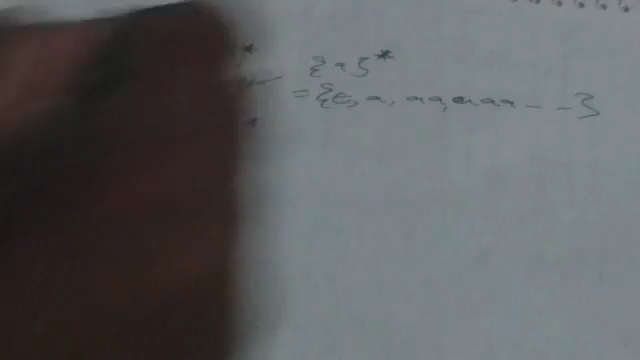 *
{a}*
= {ε, a, aa, aaa - - -}
*